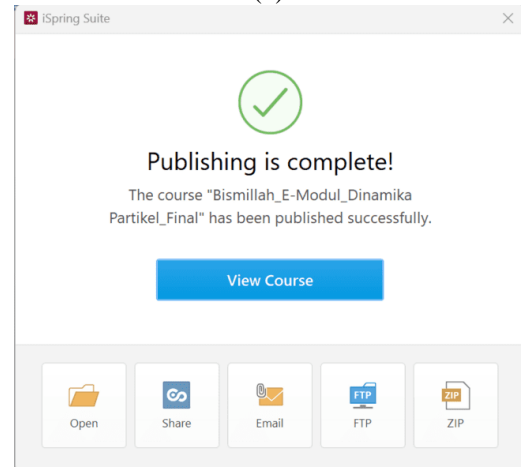 iSpring Suite
Publishing is complete!
The course "Bismillah_E-Modul_Dinamika
Partikel_Final" has been published successfully.
View Course
Open
Share
Email
FTP
FTP
ZIP
ZIP